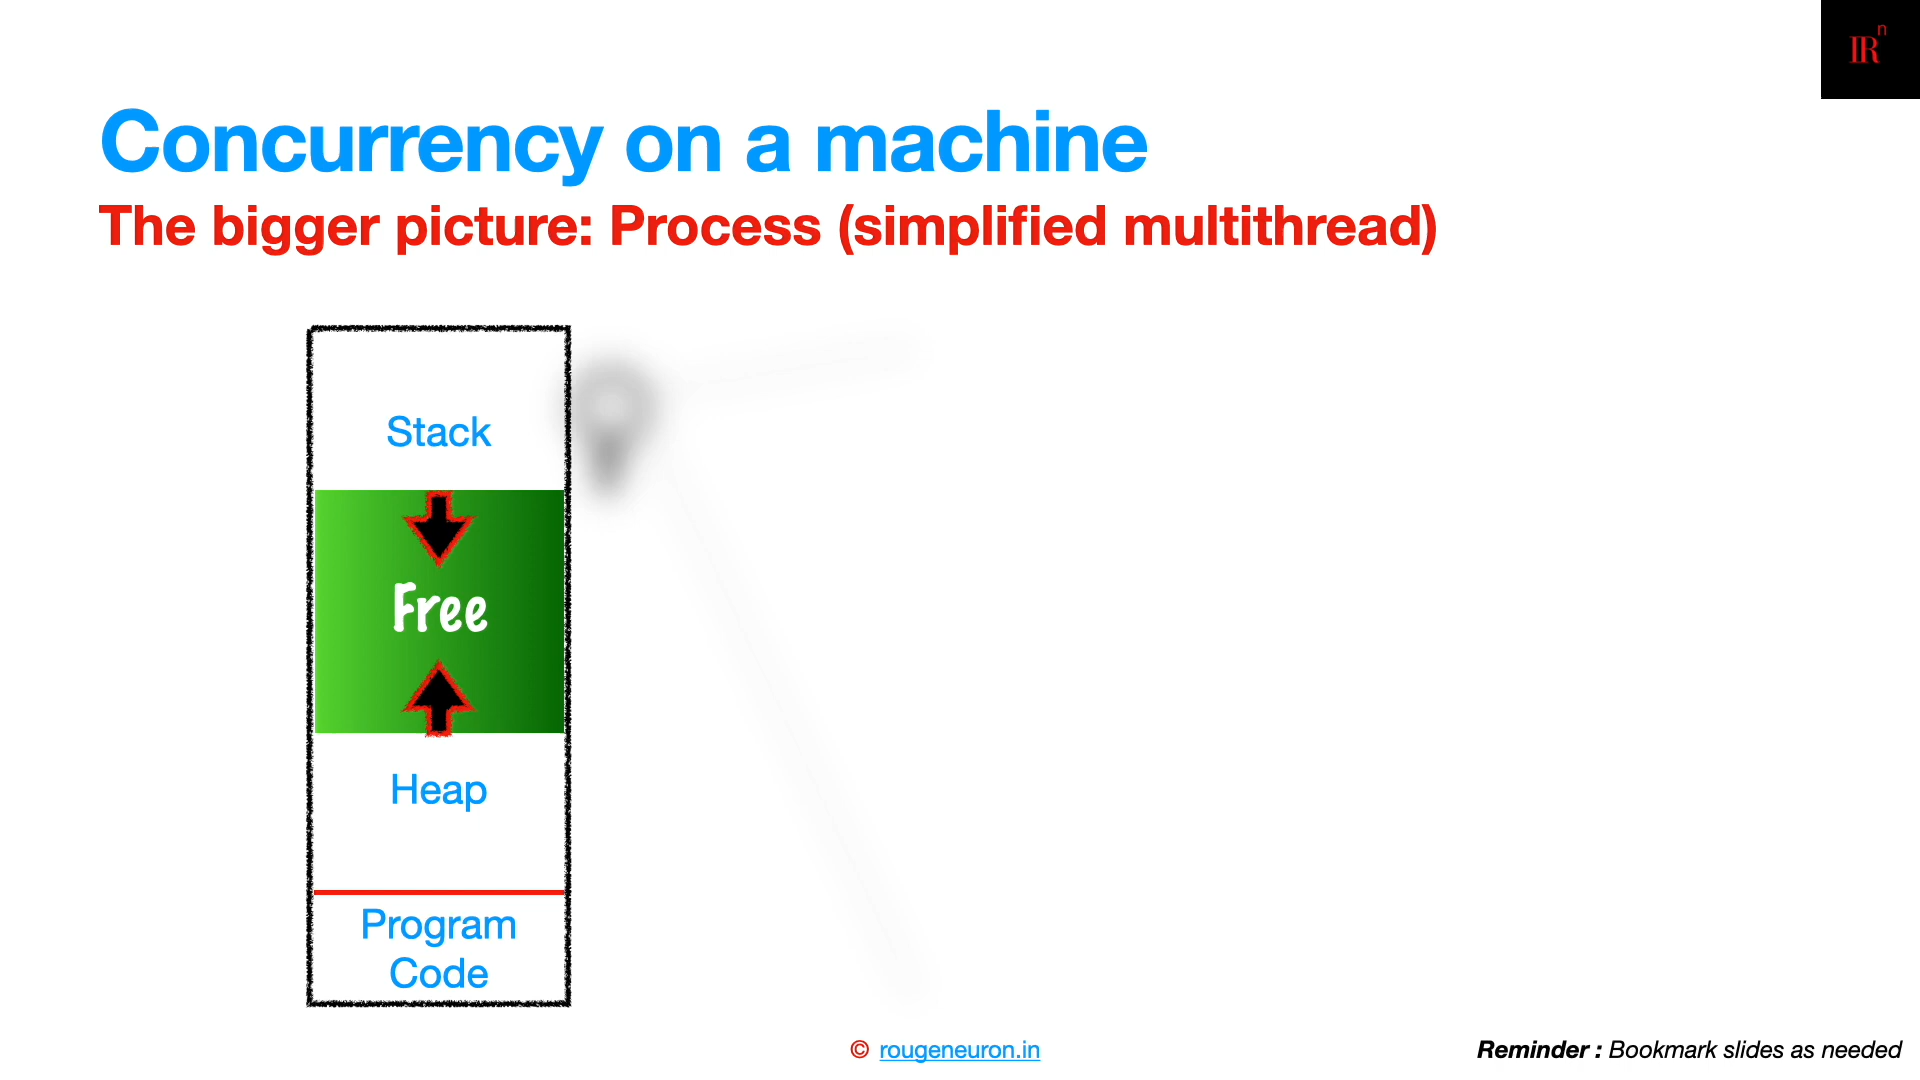 IRⁿ
Concurrency on a machine
The bigger picture: Process (simplified multithread)
Stack
Free
Heap
Program
Code
© rougeneuron.in
Reminder : Bookmark slides as needed